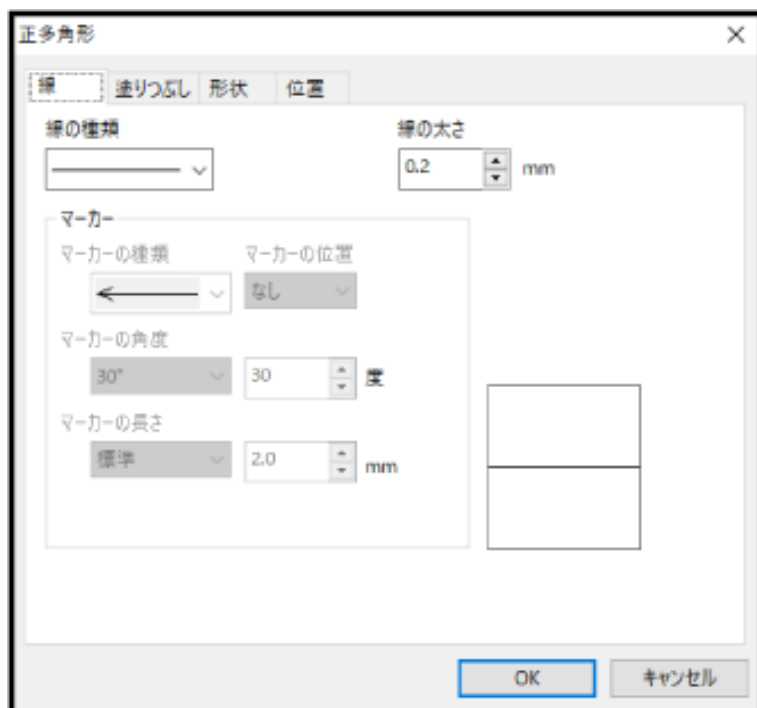 正多角形
線 塗りつぶし 形状 位置
線の種類 線の太さ
0.2 mm
マーカー
マーカーの種類 マーカーの位置
なし
マーカーの角度
30° 30 度
マーカーの長さ
標準 2.0 mm
OK キャンセル